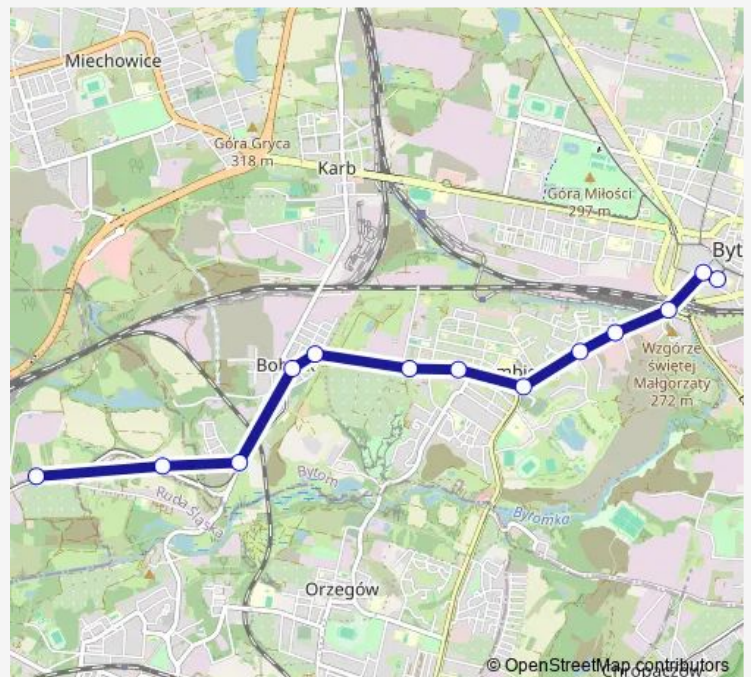 Miechowice
Góra Gryca
318 m
Karb
Góra Miłości
297 m
Byt
Wzgórze
świętej
Małgorzaty
272 m
Bytom
Ruda Śląska
Bytomka
Orzegów
© OpenStreetMap contributors